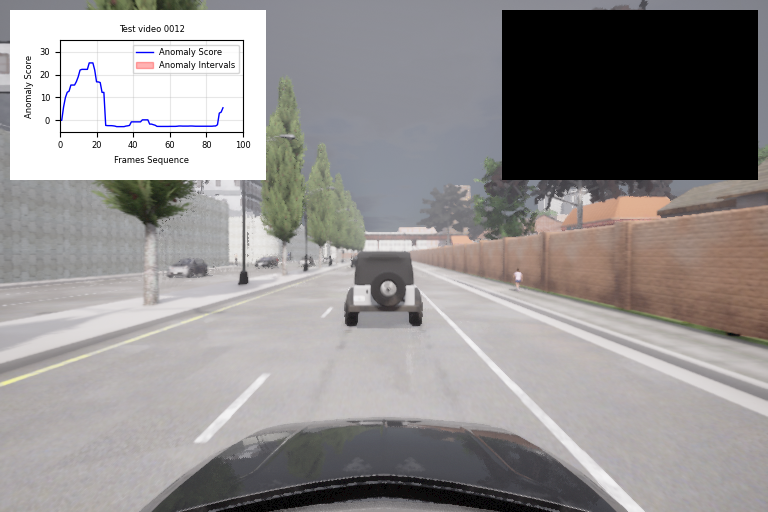 Test video 0012
Anomaly Score
Anomaly Intervals
30
20
10
0
Anomaly Score
0 20 40 60 80 100
Frames Sequence